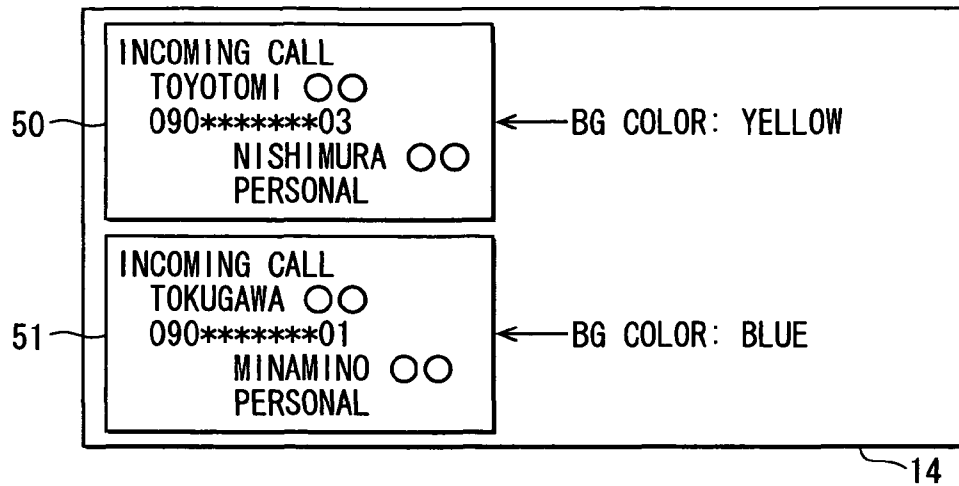 INCOMING CALL
TOYOTOMI ○○
090*******03
NISHIMURA ○○
PERSONAL
50
BG COLOR: YELLOW
INCOMING CALL
TOKUGAWA ○○
090*******01
MINAMINO ○○
PERSONAL
51
BG COLOR: BLUE
14